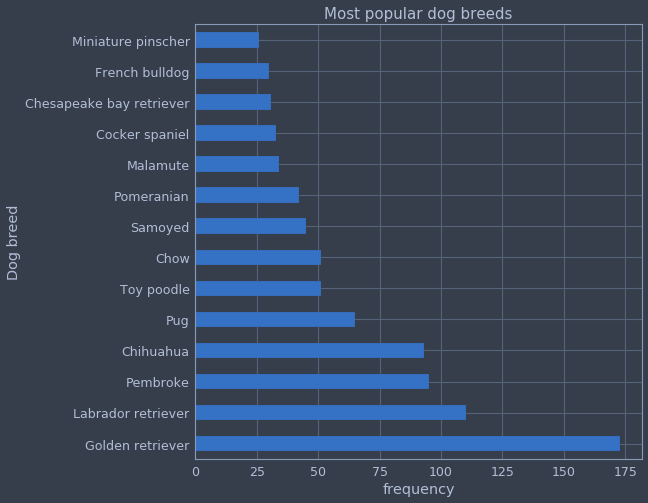 Most popular dog breeds
Miniature pinscher
French bulldog
Chesapeake bay retriever
Cocker spaniel
Malamute
Pomeranian
Samoyed
Chow
Toy poodle
Pug
Chihuahua
Pembroke
Labrador retriever
Golden retriever
Dog breed
0 25 50 75 100 125 150 175
frequency